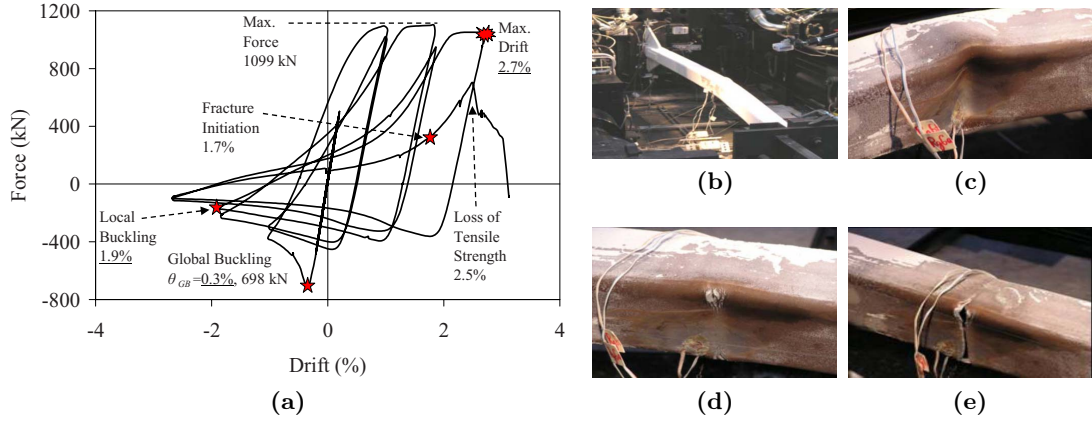 1200
800
400
0
-400
-800
Force (kN)
-4
-2
0
2
4
Drift (%)
Max.
Force
1099 kN
Max.
Drift
2.7%
Fracture
Initiation
1.7%
Local
Buckling
1.9%
Global Buckling
θ GB =0.3%, 698 kN
Loss of
Tensile
Strength
2.5%
(a)
(b)
(c)
(d)
(e)